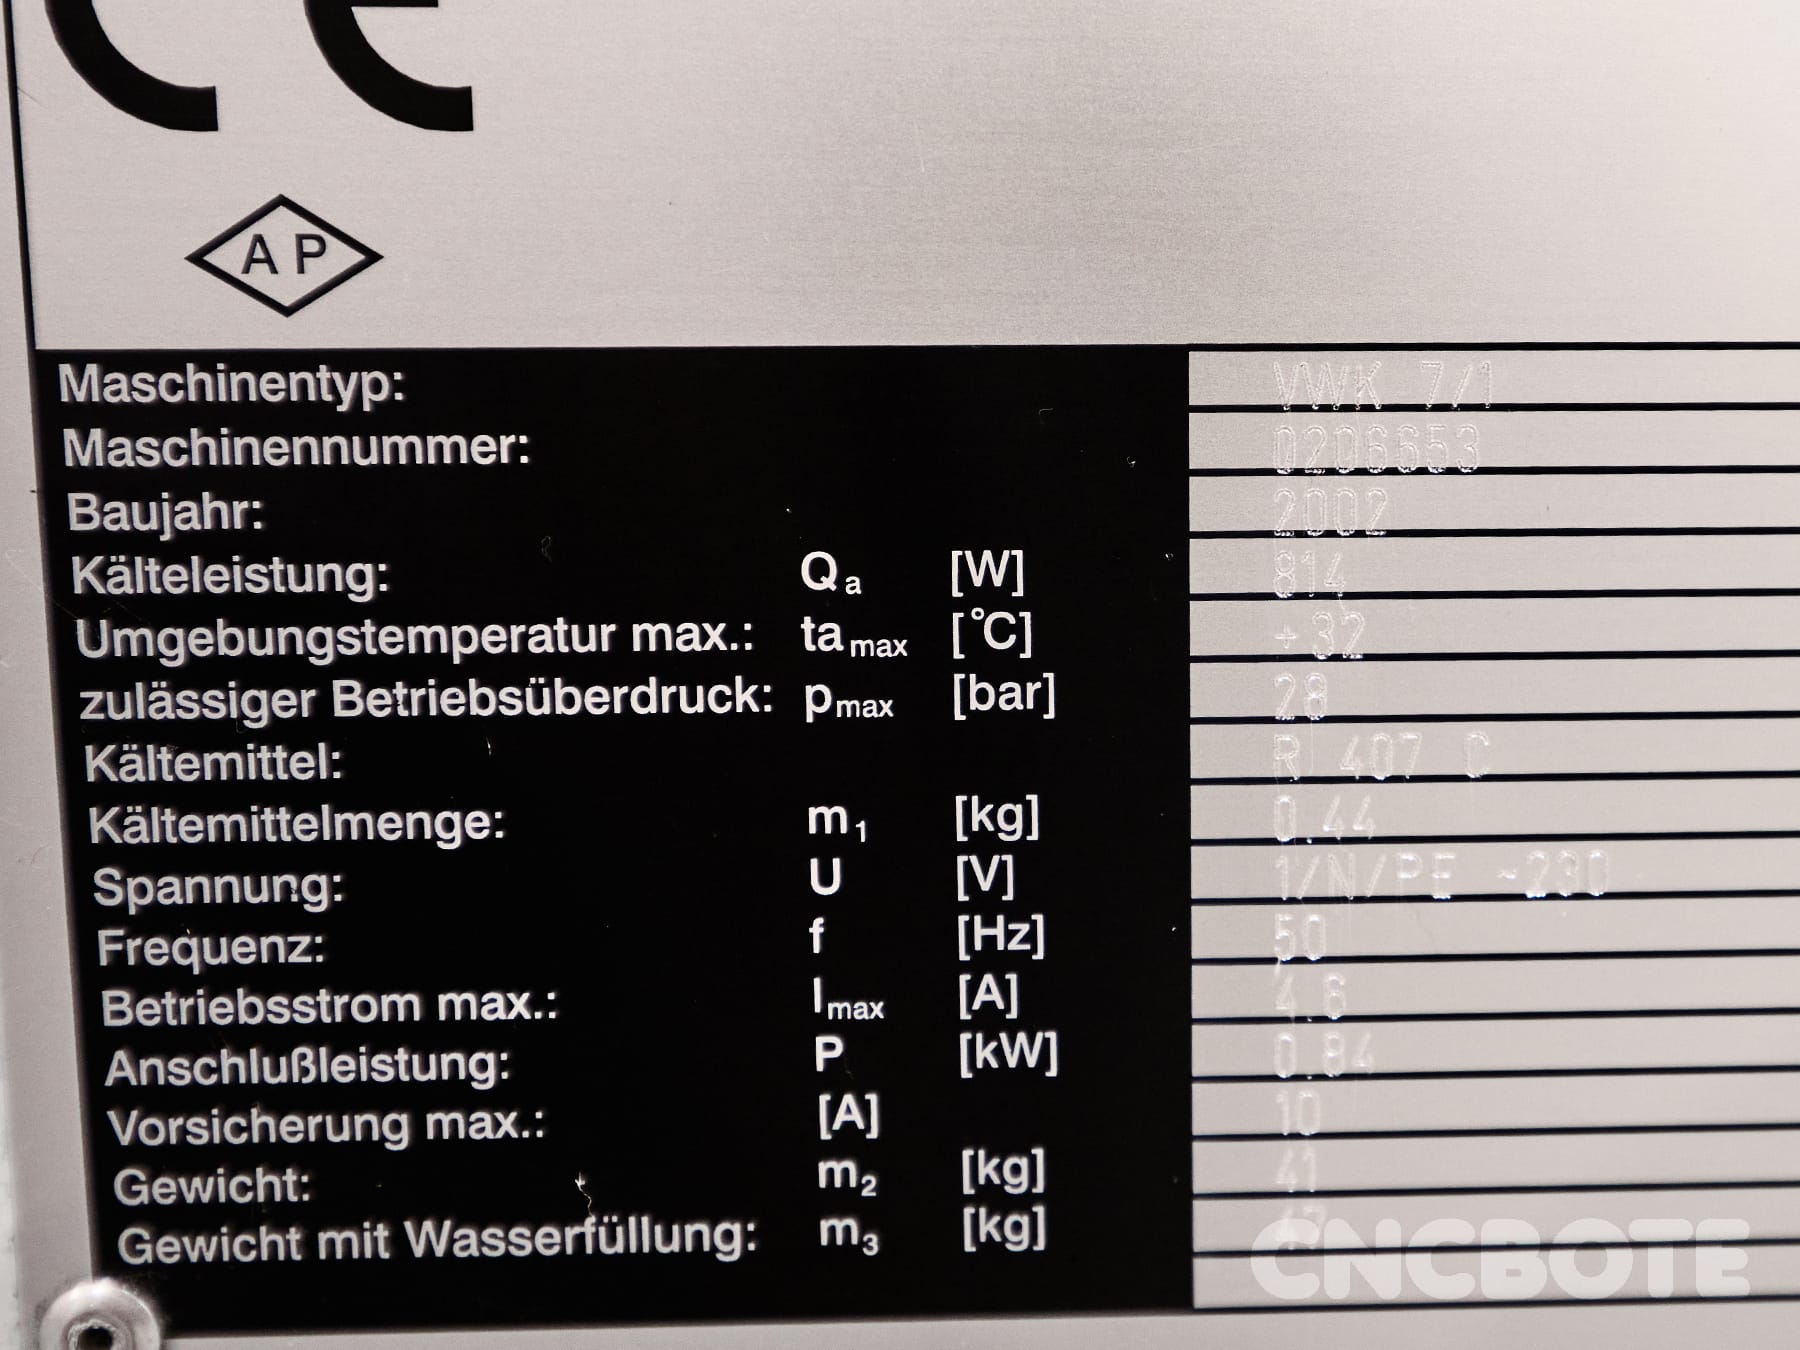 CE
AP
Maschinentyp: VWK 7/1
Maschinennummer: 0206653
Baujahr: 2002
Kälteleistung: Qa [W] 814
Umgebungstemperatur max.: ta max [°C] +32
zulässiger Betriebsüberdruck: pmax [bar] 28
Kältemittel: R 407 C
Kältemittelmenge: m1 [kg] 0.44
Spannung: U [V] 1/N/PE ~230
Frequenz: f [Hz] 50
Betriebsstrom max.: Imax [A] 4.6
Anschlußleistung: P [kW] 0.84
Vorsicherung max.: [A] 10
Gewicht: m2 [kg] 41
Gewicht mit Wasserfüllung: m3 [kg]
CNCBOTE